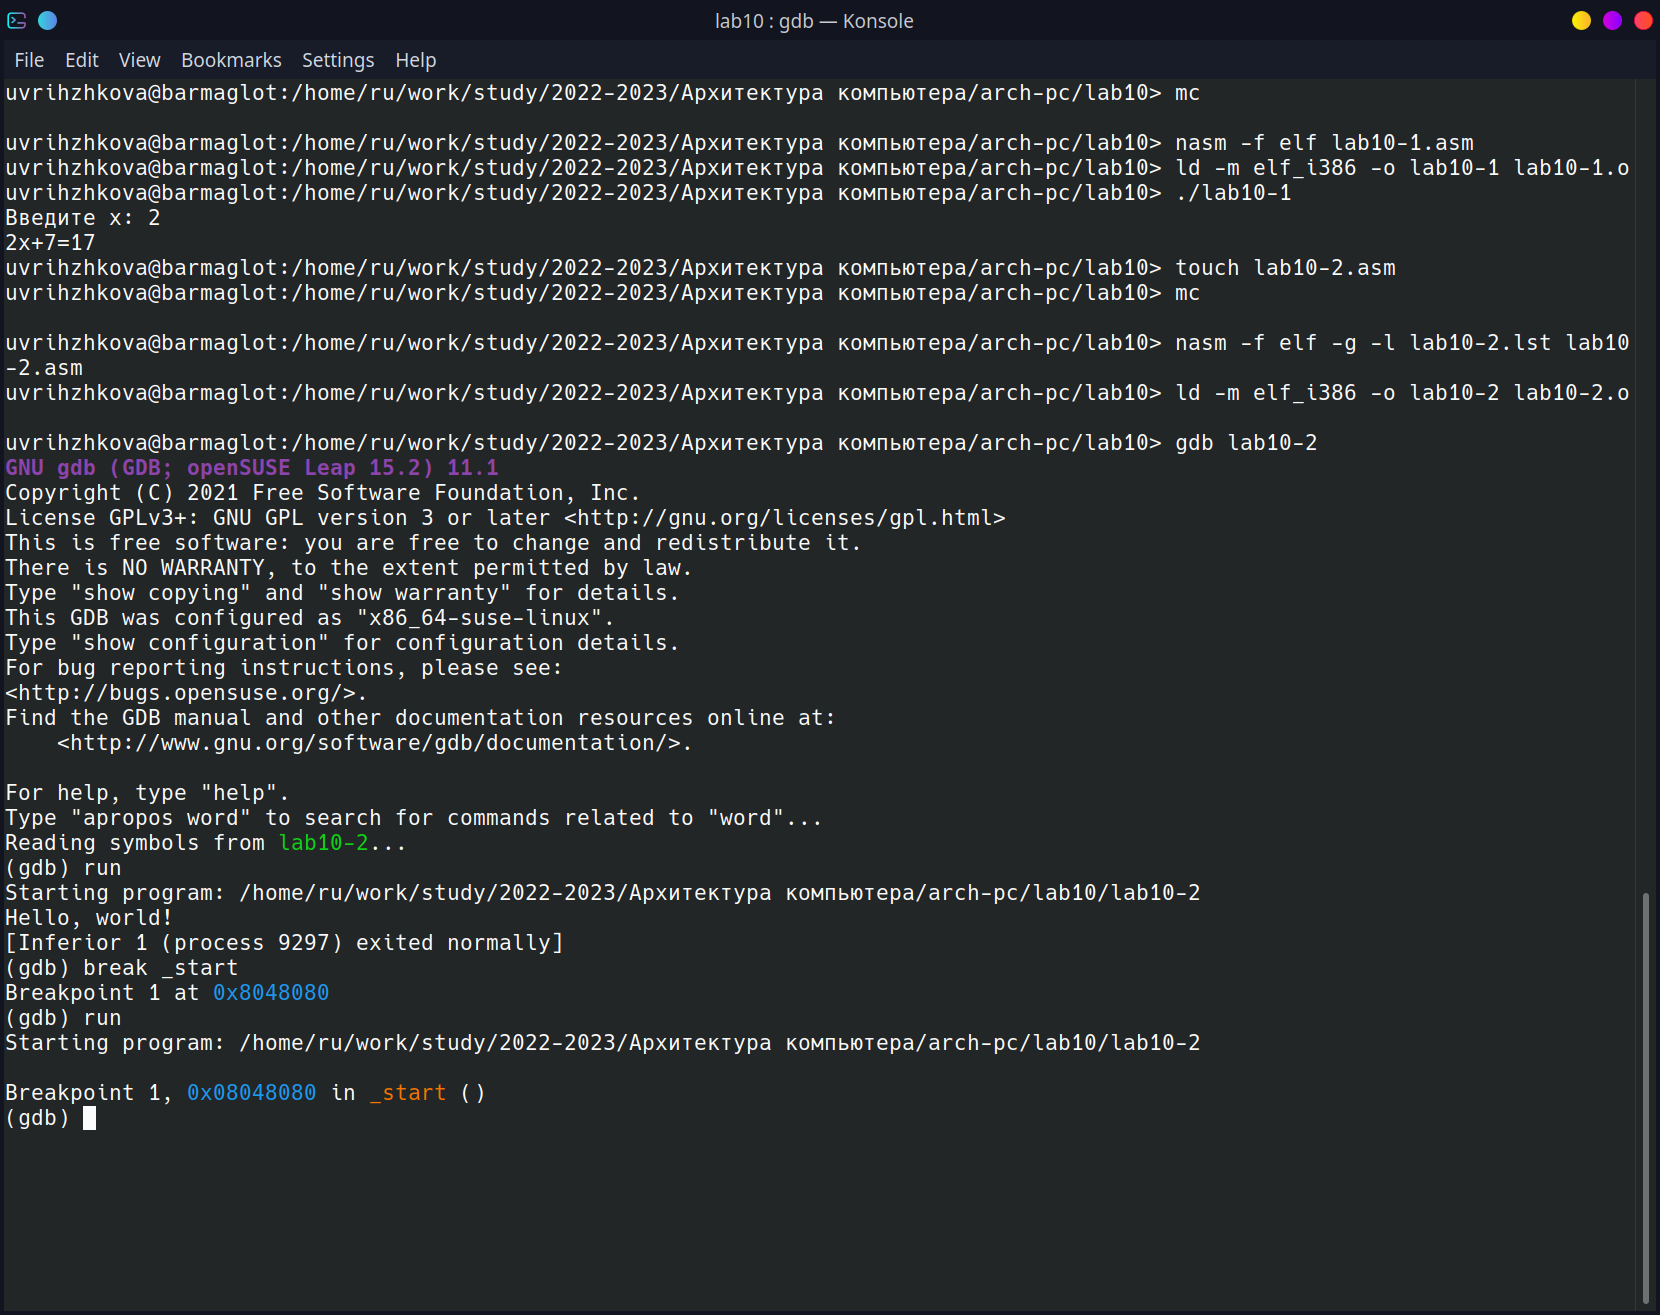 lab10 : gdb — Konsole
File Edit View Bookmarks Settings Help
uvrihzhkova@barmaglot:/home/ru/work/study/2022-2023/Архитектура компьютера/arch-pc/lab10> mc
uvrihzhkova@barmaglot:/home/ru/work/study/2022-2023/Архитектура компьютера/arch-pc/lab10> nasm -f elf lab10-1.asm
uvrihzhkova@barmaglot:/home/ru/work/study/2022-2023/Архитектура компьютера/arch-pc/lab10> ld -m elf_i386 -o lab10-1 lab10-1.o
uvrihzhkova@barmaglot:/home/ru/work/study/2022-2023/Архитектура компьютера/arch-pc/lab10> ./lab10-1
Введите x: 2
2x+7=17
uvrihzhkova@barmaglot:/home/ru/work/study/2022-2023/Архитектура компьютера/arch-pc/lab10> touch lab10-2.asm
uvrihzhkova@barmaglot:/home/ru/work/study/2022-2023/Архитектура компьютера/arch-pc/lab10> mc
uvrihzhkova@barmaglot:/home/ru/work/study/2022-2023/Архитектура компьютера/arch-pc/lab10> nasm -f elf -g -l lab10-2.lst lab10
-2.asm
uvrihzhkova@barmaglot:/home/ru/work/study/2022-2023/Архитектура компьютера/arch-pc/lab10> ld -m elf_i386 -o lab10-2 lab10-2.o
uvrihzhkova@barmaglot:/home/ru/work/study/2022-2023/Архитектура компьютера/arch-pc/lab10> gdb lab10-2
GNU gdb (GDB; openSUSE Leap 15.2) 11.1
Copyright (C) 2021 Free Software Foundation, Inc.
License GPLv3+: GNU GPL version 3 or later <http://gnu.org/licenses/gpl.html>
This is free software: you are free to change and redistribute it.
There is NO WARRANTY, to the extent permitted by law.
Type "show copying" and "show warranty" for details.
This GDB was configured as "x86_64-suse-linux".
Type "show configuration" for configuration details.
For bug reporting instructions, please see:
<http://bugs.opensuse.org/>.
Find the GDB manual and other documentation resources online at:
    <http://www.gnu.org/software/gdb/documentation/>.
For help, type "help".
Type "apropos word" to search for commands related to "word"...
Reading symbols from lab10-2...
(gdb) run
Starting program: /home/ru/work/study/2022-2023/Архитектура компьютера/arch-pc/lab10/lab10-2
Hello, world!
[Inferior 1 (process 9297) exited normally]
(gdb) break _start
Breakpoint 1 at 0x8048080
(gdb) run
Starting program: /home/ru/work/study/2022-2023/Архитектура компьютера/arch-pc/lab10/lab10-2
Breakpoint 1, 0x08048080 in _start ()
(gdb)